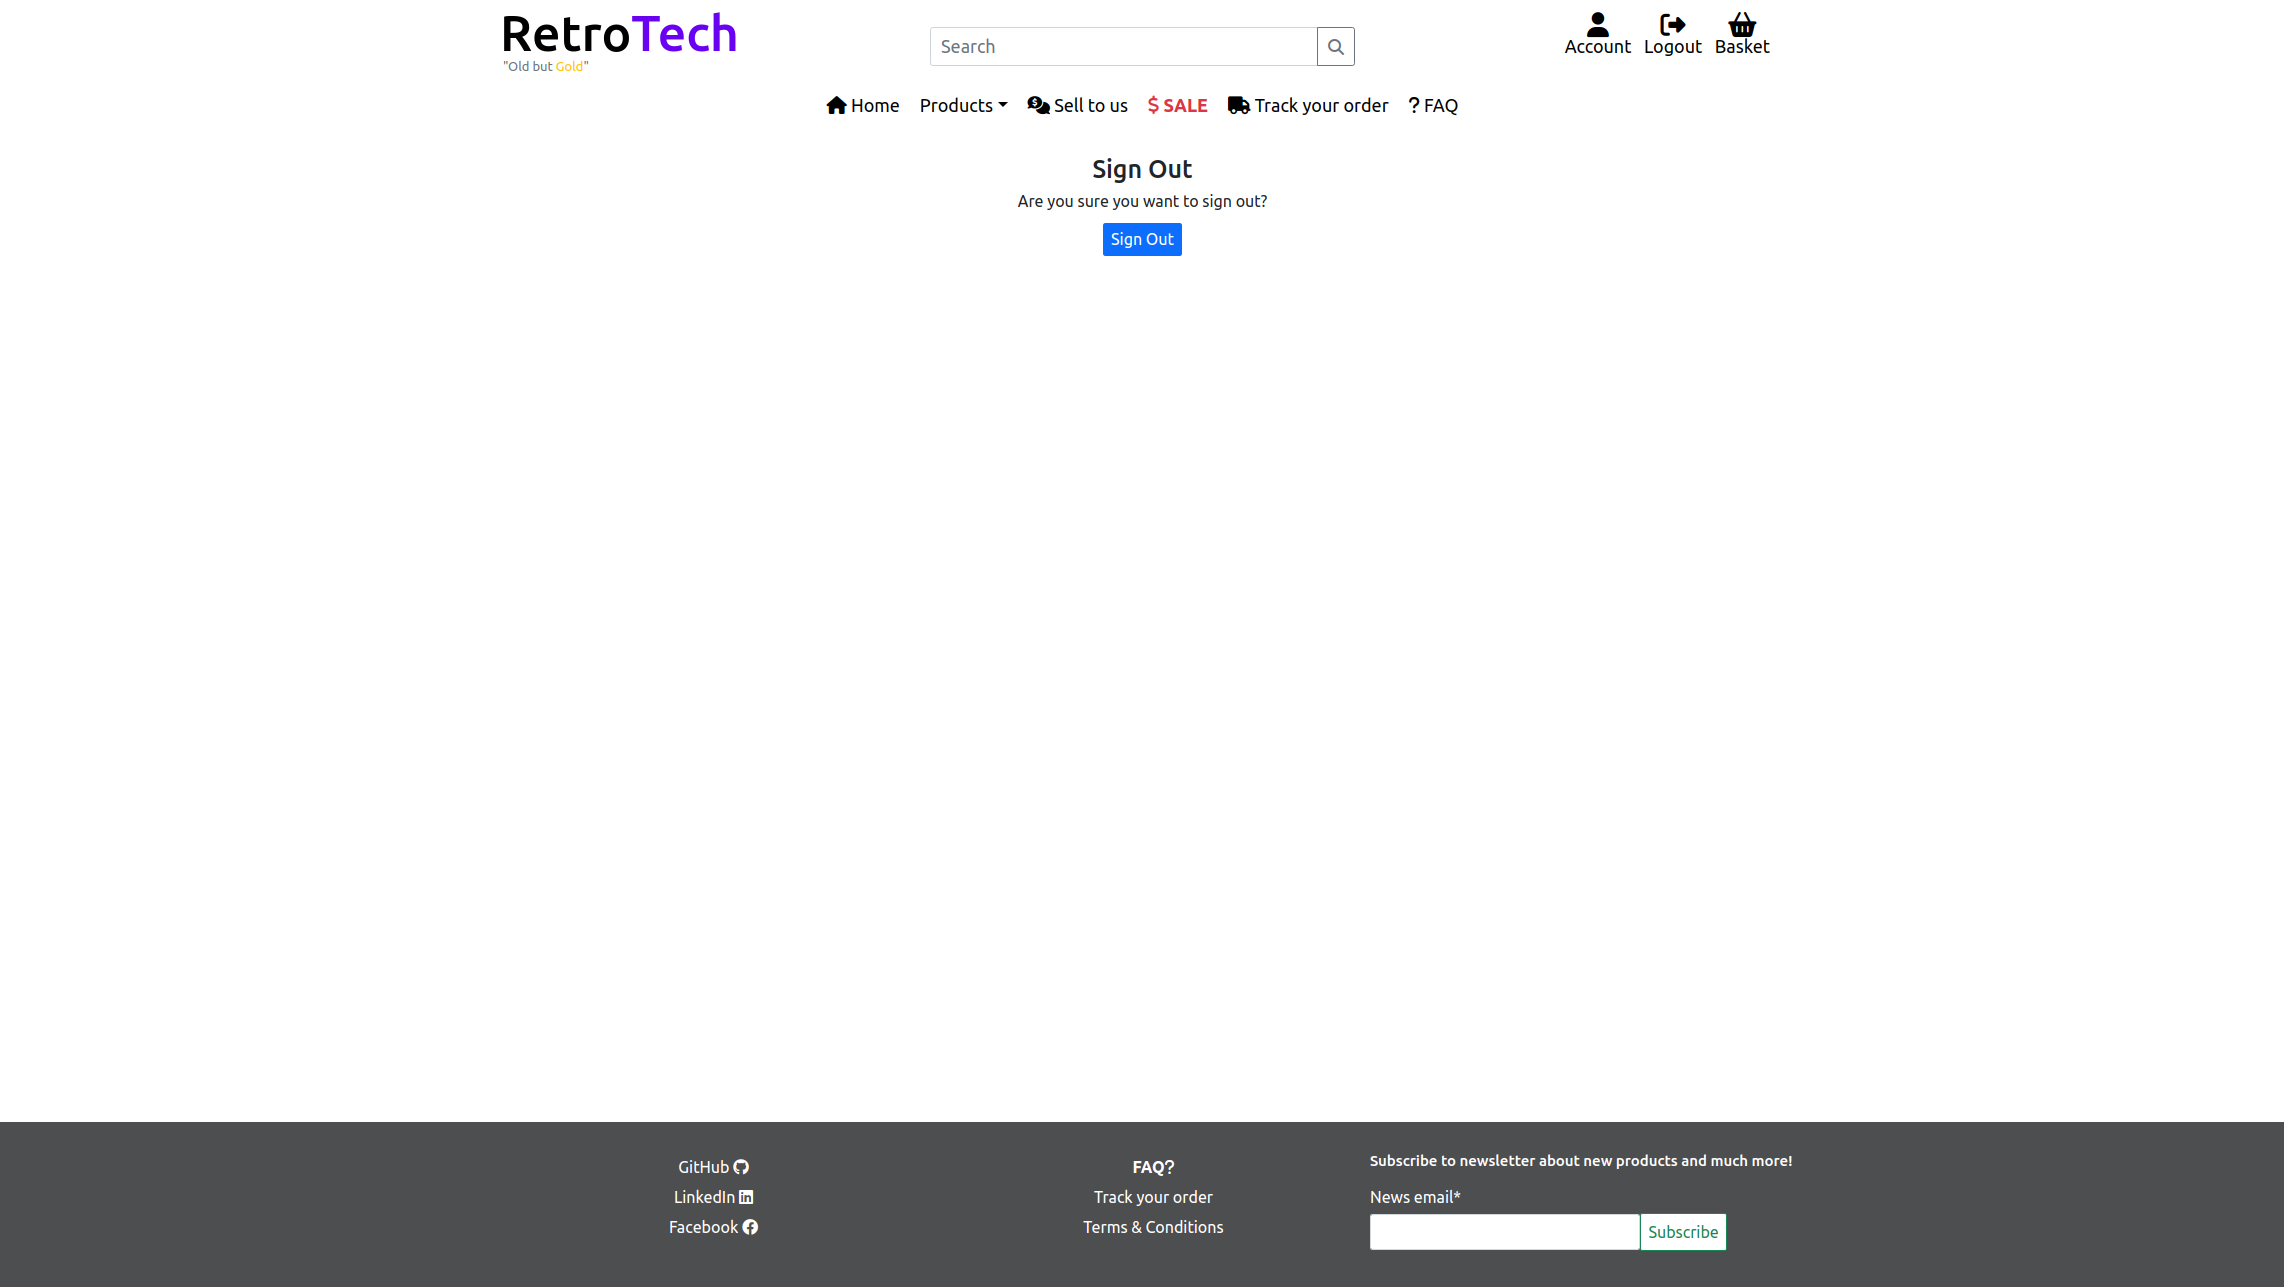 RetroTech
"Old but Gold"
Search
Account Logout Basket
Home Products Sell to us $ SALE Track your order ? FAQ
Sign Out
Are you sure you want to sign out?
Sign Out
GitHub
LinkedIn
Facebook
FAQ?
Track your order
Terms & Conditions
Subscribe to newsletter about new products and much more!
News email*
Subscribe